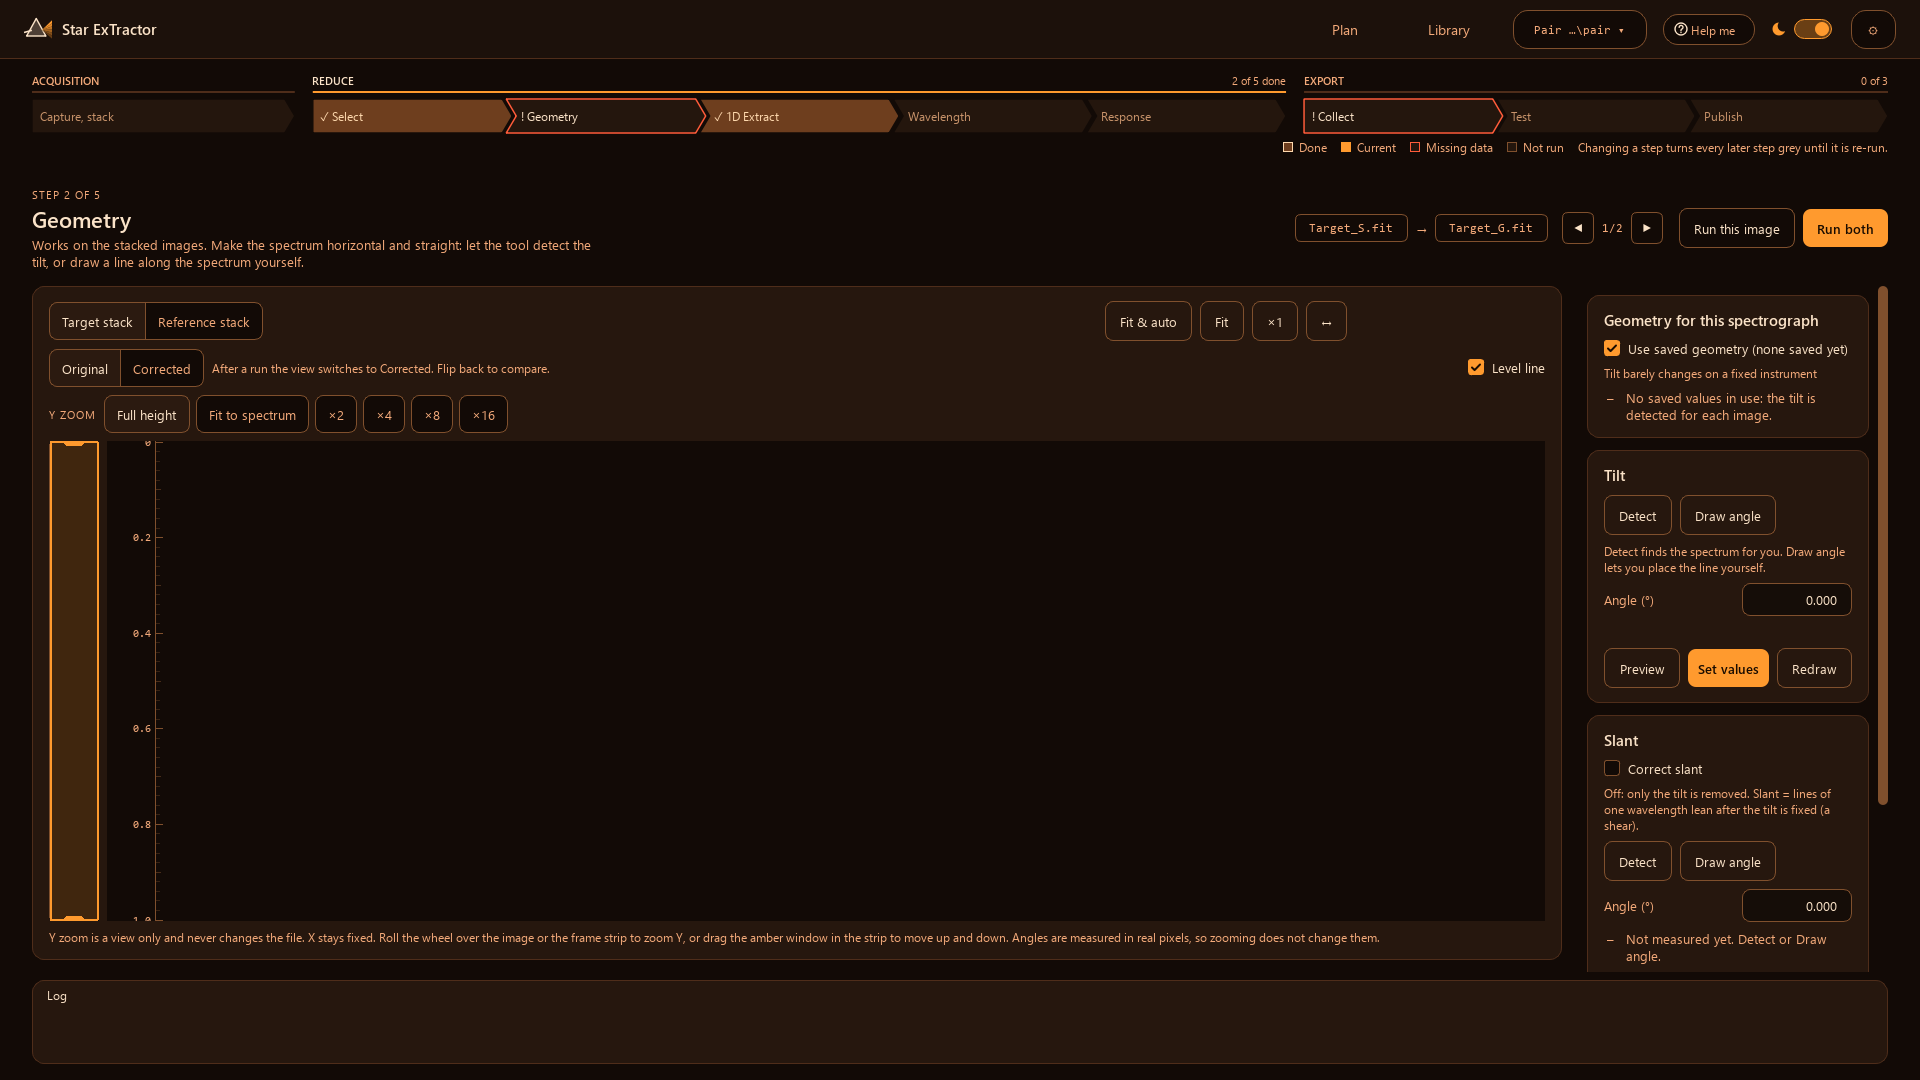 Star ExTractor
Plan
Library
Pair …\pair ▾
Help me
ACQUISITION
REDUCE
2 of 5 done
EXPORT
0 of 3
Capture, stack
✓ Select
! Geometry
✓ 1D Extract
Wavelength
Response
! Collect
Test
Publish
Done
Current
Missing data
Not run
Changing a step turns every later step grey until it is re-run.
STEP 2 OF 5
Geometry
Works on the stacked images. Make the spectrum horizontal and straight: let the tool detect the
tilt, or draw a line along the spectrum yourself.
Target_S.fit
→
Target_G.fit
◄
1/2
►
Run this image
Run both
Target stack
Reference stack
Fit & auto
Fit
×1
↔
Original
Corrected
After a run the view switches to Corrected. Flip back to compare.
Level line
Y ZOOM
Full height
Fit to spectrum
×2
×4
×8
×16
0
0.2
0.4
0.6
0.8
1.0
Y zoom is a view only and never changes the file. X stays fixed. Roll the wheel over the image or the frame strip to zoom Y, or drag the amber window in the strip to move up and down. Angles are measured in real pixels, so zooming does not change them.
Geometry for this spectrograph
Use saved geometry (none saved yet)
Tilt barely changes on a fixed instrument
– No saved values in use: the tilt is
detected for each image.
Tilt
Detect
Draw angle
Detect finds the spectrum for you. Draw angle
lets you place the line yourself.
Angle (°)
0.000
Preview
Set values
Redraw
Slant
Correct slant
Off: only the tilt is removed. Slant = lines of
one wavelength lean after the tilt is fixed (a
shear).
Detect
Draw angle
Angle (°)
0.000
– Not measured yet. Detect or Draw
angle.
Log